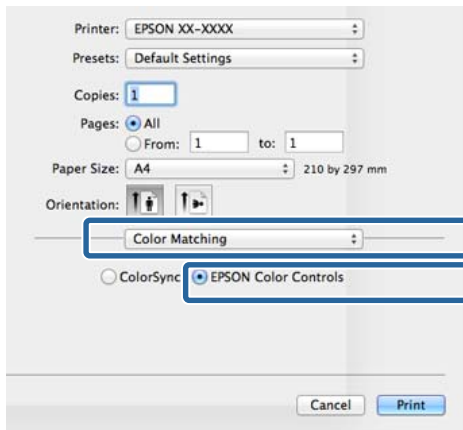 Printer: EPSON XX-XXXX
Presets: Default Settings
Copies: 1
Pages: All
From: 1 to: 1
Paper Size: A4 210 by 297 mm
Orientation:
Color Matching
ColorSync EPSON Color Controls
Cancel Print